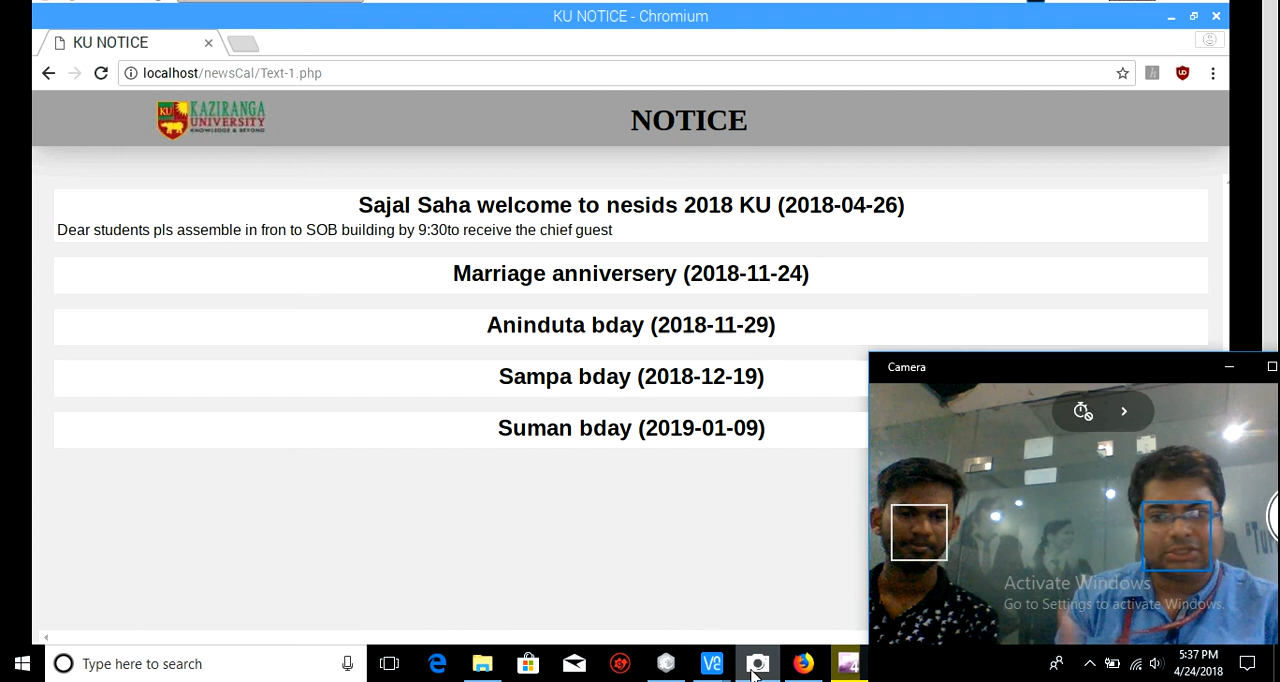 KU NOTICE - Chromium
KU NOTICE
localhost/newsCal/Text-1.php
KU
KAZIRANGA
UNIVERSITY
KNOWLEDGE & BEYOND
NOTICE
Sajal Saha welcome to nesids 2018 KU (2018-04-26)
Dear students pls assemble in fron to SOB building by 9:30to receive the chief guest
Marriage anniversery (2018-11-24)
Aninduta bday (2018-11-29)
Sampa bday (2018-12-19)
Suman bday (2019-01-09)
Camera
Activate Windows
Go to Settings to activate Windows.
Type here to search
5:37 PM
4/24/2018